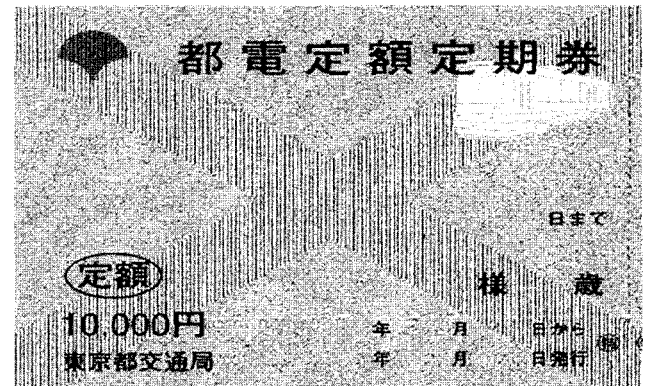 都電定額定期券
日まで
定額
様 歳
10,000円
年 月 日から
東京都交通局
年 月 日発行